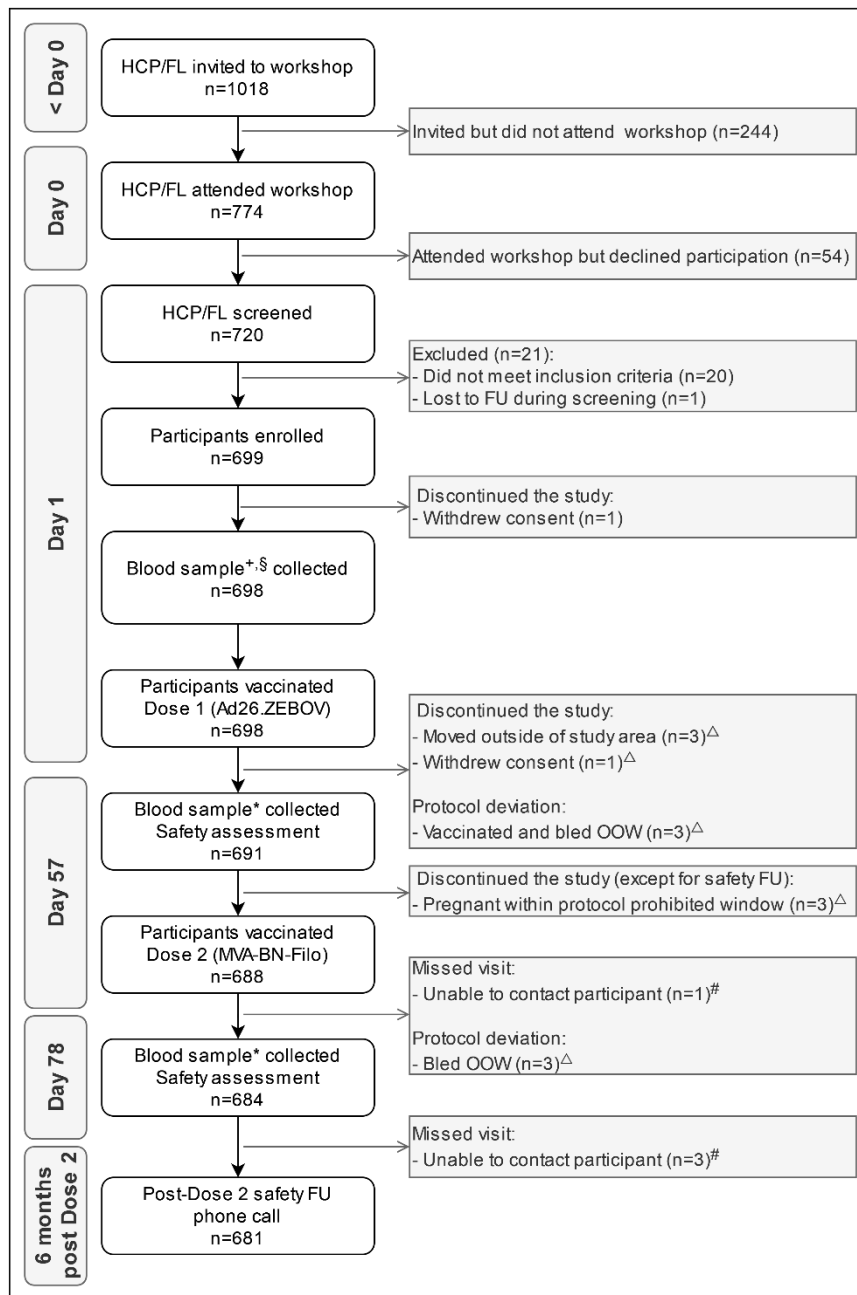 < Day 0
HCP/FL invited to workshop
n=1018
Invited but did not attend workshop (n=244)
Day 0
HCP/FL attended workshop
n=774
Attended workshop but declined participation (n=54)
Day 1
HCP/FL screened
n=720
Excluded (n=21):
- Did not meet inclusion criteria (n=20)
- Lost to FU during screening (n=1)
Participants enrolled
n=699
Discontinued the study:
- Withdrew consent (n=1)
Blood sample⁺,§ collected
n=698
Participants vaccinated
Dose 1 (Ad26.ZEBOV)
n=698
Discontinued the study:
- Moved outside of study area (n=3)△
- Withdrew consent (n=1)△
Protocol deviation:
- Vaccinated and bled OOW (n=3)△
Day 57
Blood sample* collected
Safety assessment
n=691
Discontinued the study (except for safety FU):
- Pregnant within protocol prohibited window (n=3)△
Participants vaccinated
Dose 2 (MVA-BN-Filo)
n=688
Missed visit:
- Unable to contact participant (n=1)#
Protocol deviation:
- Bled OOW (n=3)△
Day 78
Blood sample* collected
Safety assessment
n=684
Missed visit:
- Unable to contact participant (n=3)#
6 months
post Dose 2
Post-Dose 2 safety FU
phone call
n=681